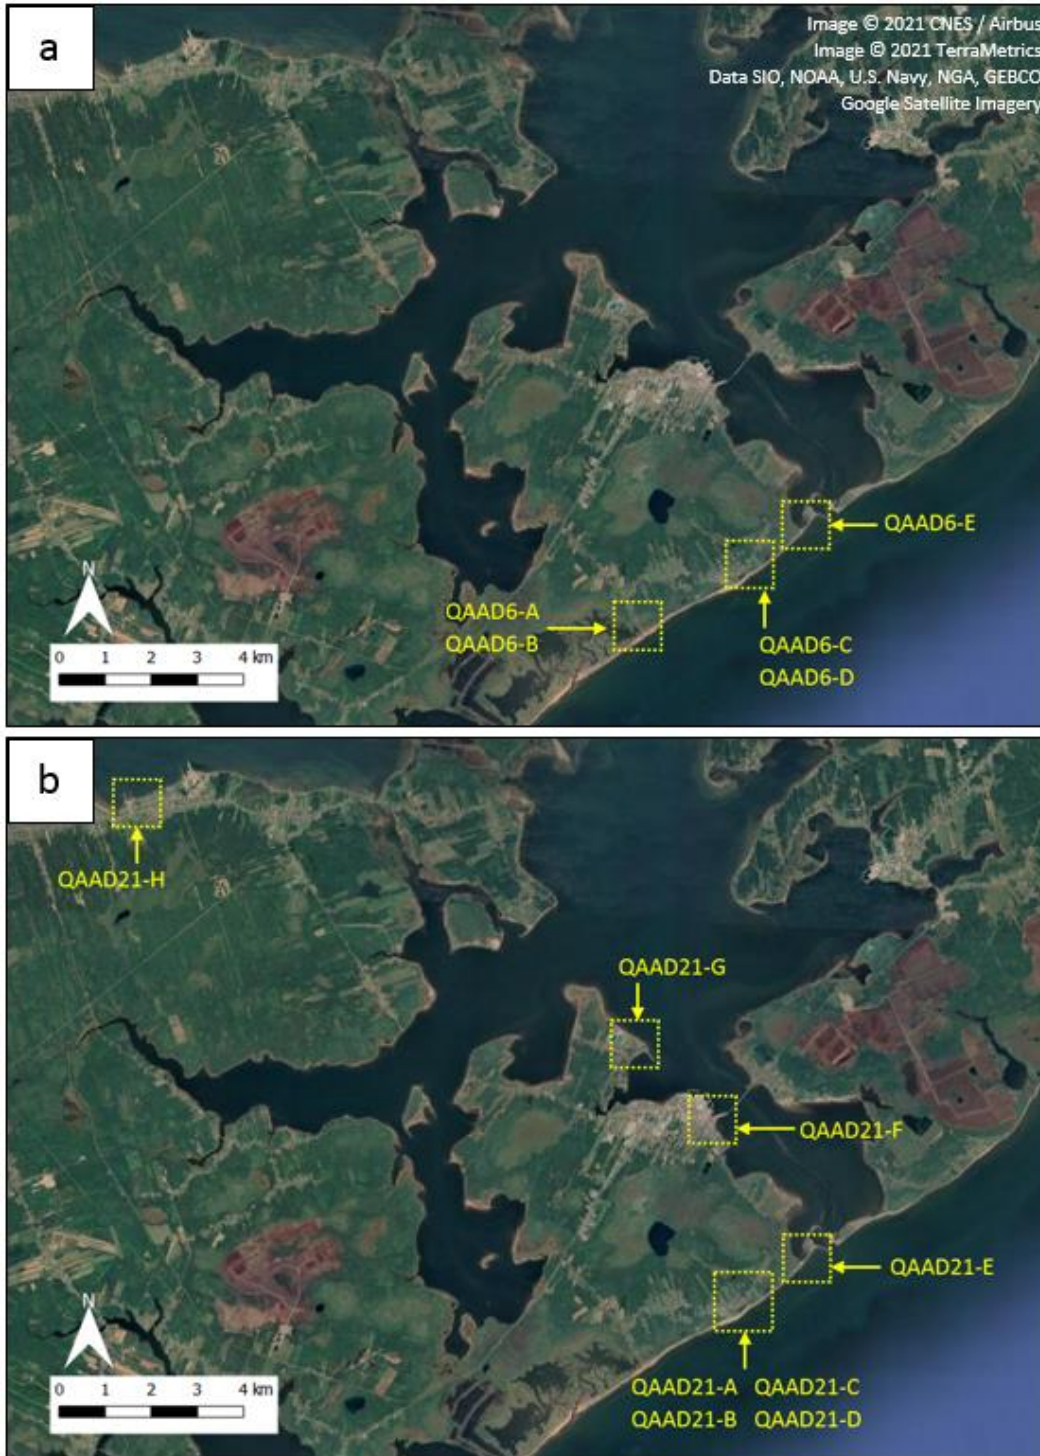 a
Image © 2021 CNES / Airbus
Image © 2021 TerraMetrics
Data SIO, NOAA, U.S. Navy, NGA, GEBCO
Google Satellite Imagery
QAAD6-E
QAAD6-A
QAAD6-B
QAAD6-C
QAAD6-D
N
0 1 2 3 4 km
b
QAAD21-H
QAAD21-G
QAAD21-F
QAAD21-E
QAAD21-A QAAD21-C
QAAD21-B QAAD21-D
N
0 1 2 3 4 km